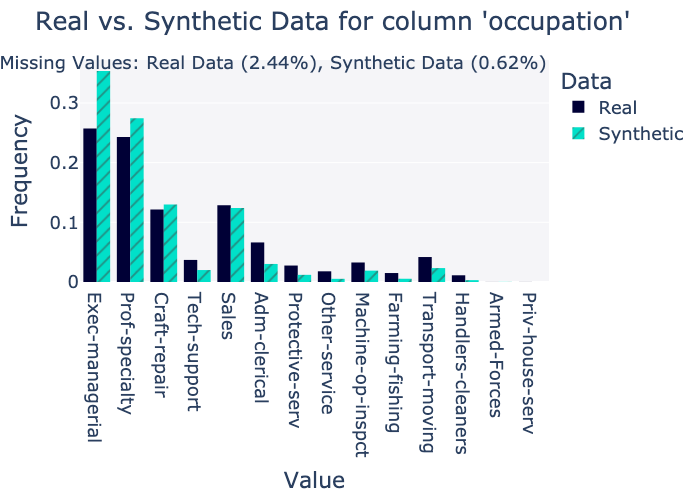 Real vs. Synthetic Data for column 'occupation'
Missing Values: Real Data (2.44%), Synthetic Data (0.62%)
Data
Real
Synthetic
Frequency
0.3
0.2
0.1
0
Exec-managerial
Prof-specialty
Craft-repair
Tech-support
Sales
Adm-clerical
Protective-serv
Other-service
Machine-op-inspct
Farming-fishing
Transport-moving
Handlers-cleaners
Armed-Forces
Priv-house-serv
Value